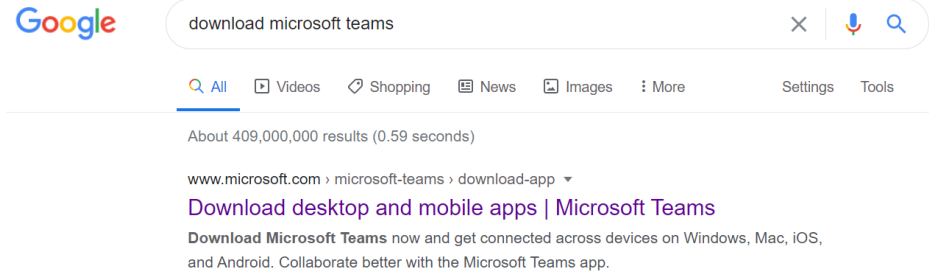 Google
download microsoft teams
All Videos Shopping News Images More Settings Tools
About 409,000,000 results (0.59 seconds)
www.microsoft.com › microsoft-teams › download-app
Download desktop and mobile apps | Microsoft Teams
Download Microsoft Teams now and get connected across devices on Windows, Mac, iOS,
and Android. Collaborate better with the Microsoft Teams app.